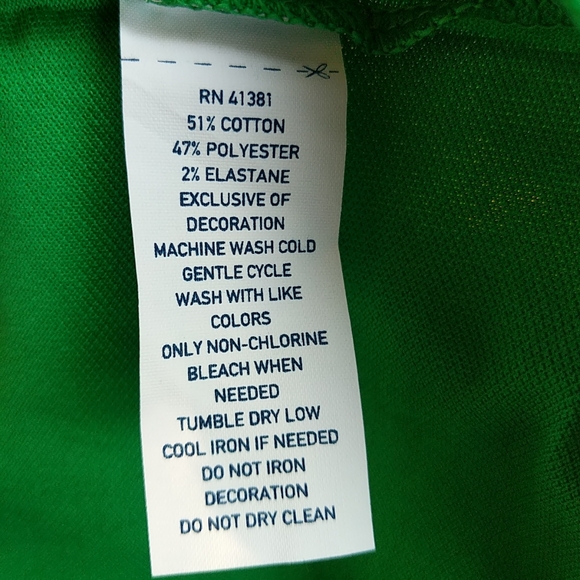 RN 41381
51% COTTON
47% POLYESTER
2% ELASTANE
EXCLUSIVE OF
DECORATION
MACHINE WASH COLD
GENTLE CYCLE
WASH WITH LIKE
COLORS
ONLY NON-CHLORINE
BLEACH WHEN
NEEDED
TUMBLE DRY LOW
COOL IRON IF NEEDED
DO NOT IRON
DECORATION
DO NOT DRY CLEAN